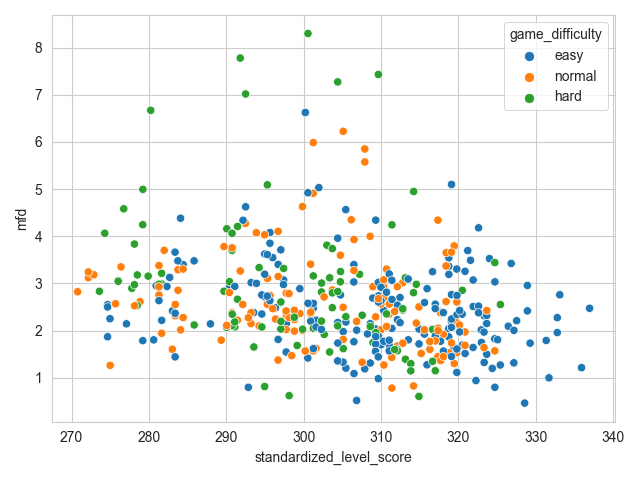 game_difficulty
easy
normal
hard
mfd
8
7
6
5
4
3
2
1
270 280 290 300 310 320 330 340
standardized_level_score